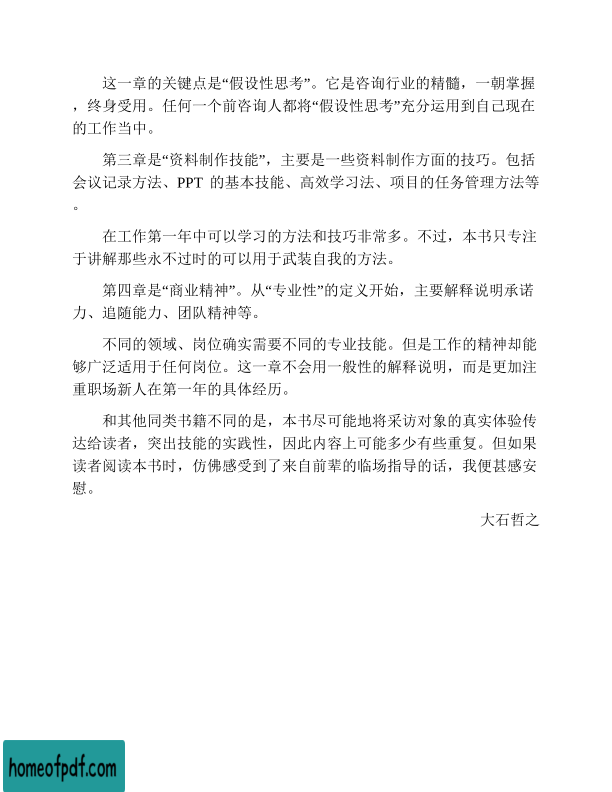 这一章的关键点是“假设性思考”。它是咨询行业的精髓，一朝掌握
，终身受用。任何一个前咨询人都将“假设性思考”充分运用到自己现在
的工作当中。
第三章是“资料制作技能”，主要是一些资料制作方面的技巧。包括
会议记录方法、PPT 的基本技能、高效学习法、项目的任务管理方法等
。
在工作第一年中可以学习的方法和技巧非常多。不过，本书只专注
于讲解那些永不过时的可以用于武装自我的方法。
第四章是“商业精神”。从“专业性”的定义开始，主要解释说明承诺
力、追随能力、团队精神等。
不同的领域、岗位确实需要不同的专业技能。但是工作的精神却能
够广泛适用于任何岗位。这一章不会用一般性的解释说明，而是更加注
重职场新人在第一年的具体经历。
和其他同类书籍不同的是，本书尽可能地将采访对象的真实体验传
达给读者，突出技能的实践性，因此内容上可能多少有些重复。但如果
读者阅读本书时，仿佛感受到了来自前辈的临场指导的话，我便甚感安
慰。
大石哲之
homeofpdf.com